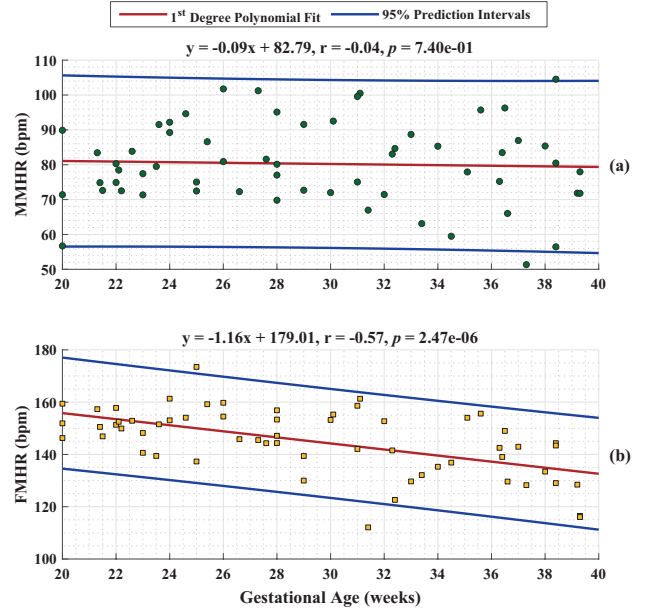 1st Degree Polynomial Fit 95% Prediction Intervals
y = -0.09x + 82.79, r = -0.04, p = 7.40e-01
110
100
90
80
70
60
50
MMHR (bpm)
(a)
20 22 24 26 28 30 32 34 36 38 40
y = -1.16x + 179.01, r = -0.57, p = 2.47e-06
180
160
140
120
100
FMHR (bpm)
(b)
20 22 24 26 28 30 32 34 36 38 40
Gestational Age (weeks)